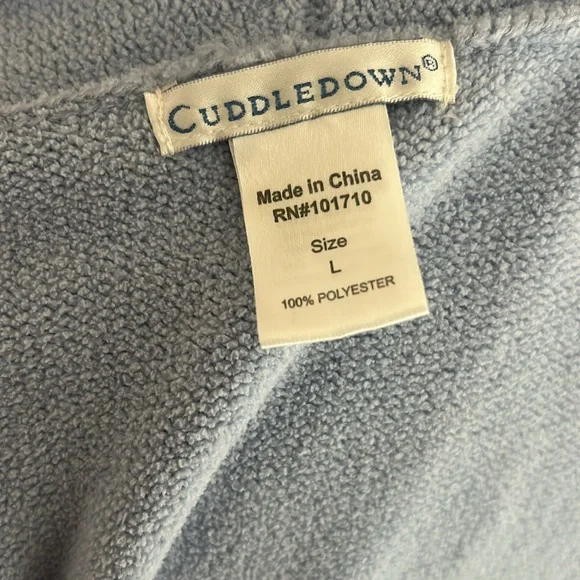 CUDDLEDOWN®
Made in China
RN#101710
Size
L
100% POLYESTER